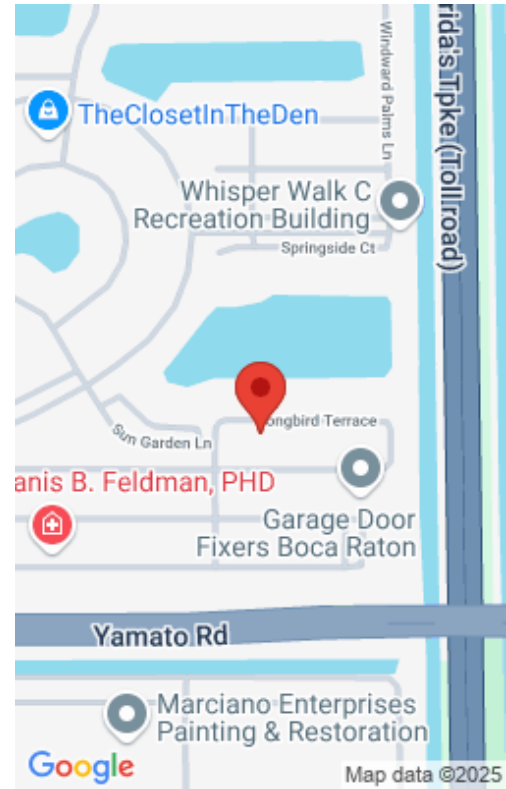 Windward Palms Ln
rida's Tpke (Toll road)
TheClosetInTheDen
Whisper Walk C
Recreation Building
Springside Ct
ongbird Terrace
Sun Garden Ln
anis B. Feldman, PHD
Garage Door
Fixers Boca Raton
Yamato Rd
Marciano Enterprises
Painting & Restoration
Google
Map data ©2025